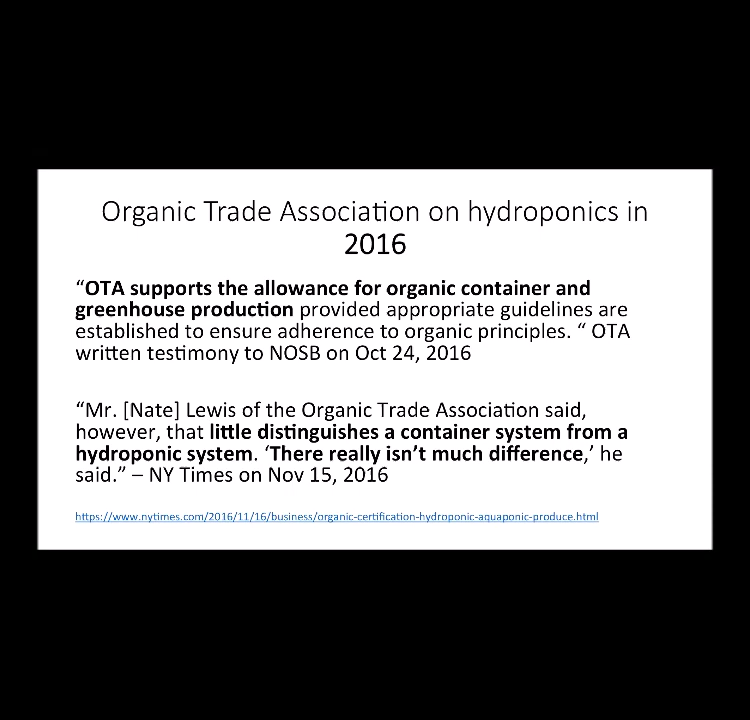 Organic Trade Association on hydroponics in
2016
“OTA supports the allowance for organic container and
greenhouse production provided appropriate guidelines are
established to ensure adherence to organic principles. “ OTA
written testimony to NOSB on Oct 24, 2016
“Mr. [Nate] Lewis of the Organic Trade Association said,
however, that little distinguishes a container system from a
hydroponic system. ‘There really isn’t much difference,’ he
said.” – NY Times on Nov 15, 2016
https://www.nytimes.com/2016/11/16/business/organic-certification-hydroponic-aquaponic-produce.html